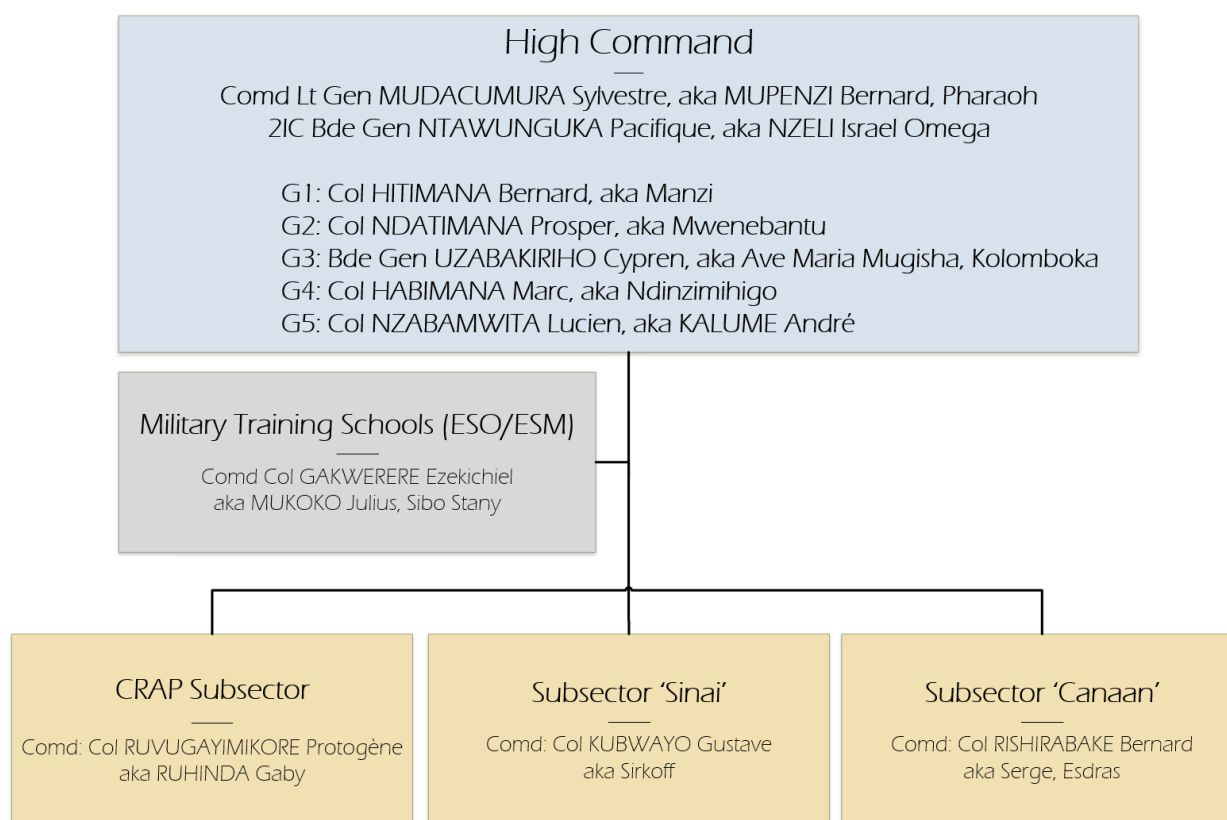 High Command
Comd Lt Gen MUDACUMURA Sylvestre, aka MUPENZI Bernard, Pharaoh
2IC Bde Gen NTAWUNGUKA Pacifique, aka NZELI Israel Omega
G1: Col HITIMANA Bernard, aka Manzi
G2: Col NDATIMANA Prosper, aka Mwenebantu
G3: Bde Gen UZABAKIRIHO Cypren, aka Ave Maria Mugisha, Kolomboka
G4: Col HABIMANA Marc, aka Ndinzimihigo
G5: Col NZABAMWITA Lucien, aka KALUME André
Military Training Schools (ESO/ESM)
Comd Col GAKWERERE Ezekichiel
aka MUKOKO Julius, Sibo Stany
CRAP Subsector
Comd: Col RUVUGAYIMIKORE Protogène
aka RUHINDA Gaby
Subsector ‘Sinai’
Comd: Col KUBWAYO Gustave
aka Sirkoff
Subsector ‘Canaan’
Comd: Col RISHIRABAKE Bernard
aka Serge, Esdras